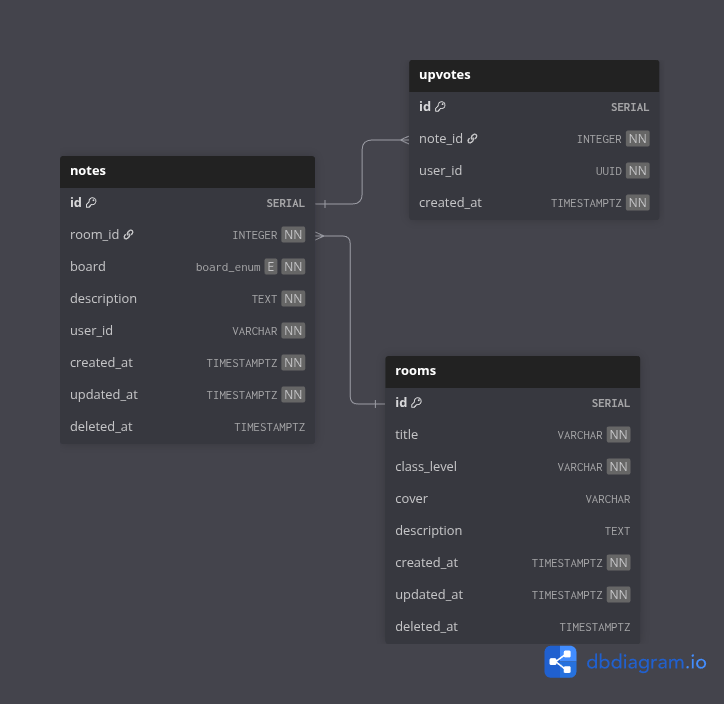 upvotes
id SERIAL
note_id INTEGER NN
user_id UUID NN
created_at TIMESTAMPTZ NN
notes
id SERIAL
room_id INTEGER NN
board board_enum E NN
description TEXT NN
user_id VARCHAR NN
created_at TIMESTAMPTZ NN
updated_at TIMESTAMPTZ NN
deleted_at TIMESTAMPTZ
rooms
id SERIAL
title VARCHAR NN
class_level VARCHAR NN
cover VARCHAR
description TEXT
created_at TIMESTAMPTZ NN
updated_at TIMESTAMPTZ NN
deleted_at TIMESTAMPTZ
dbdiagram.io